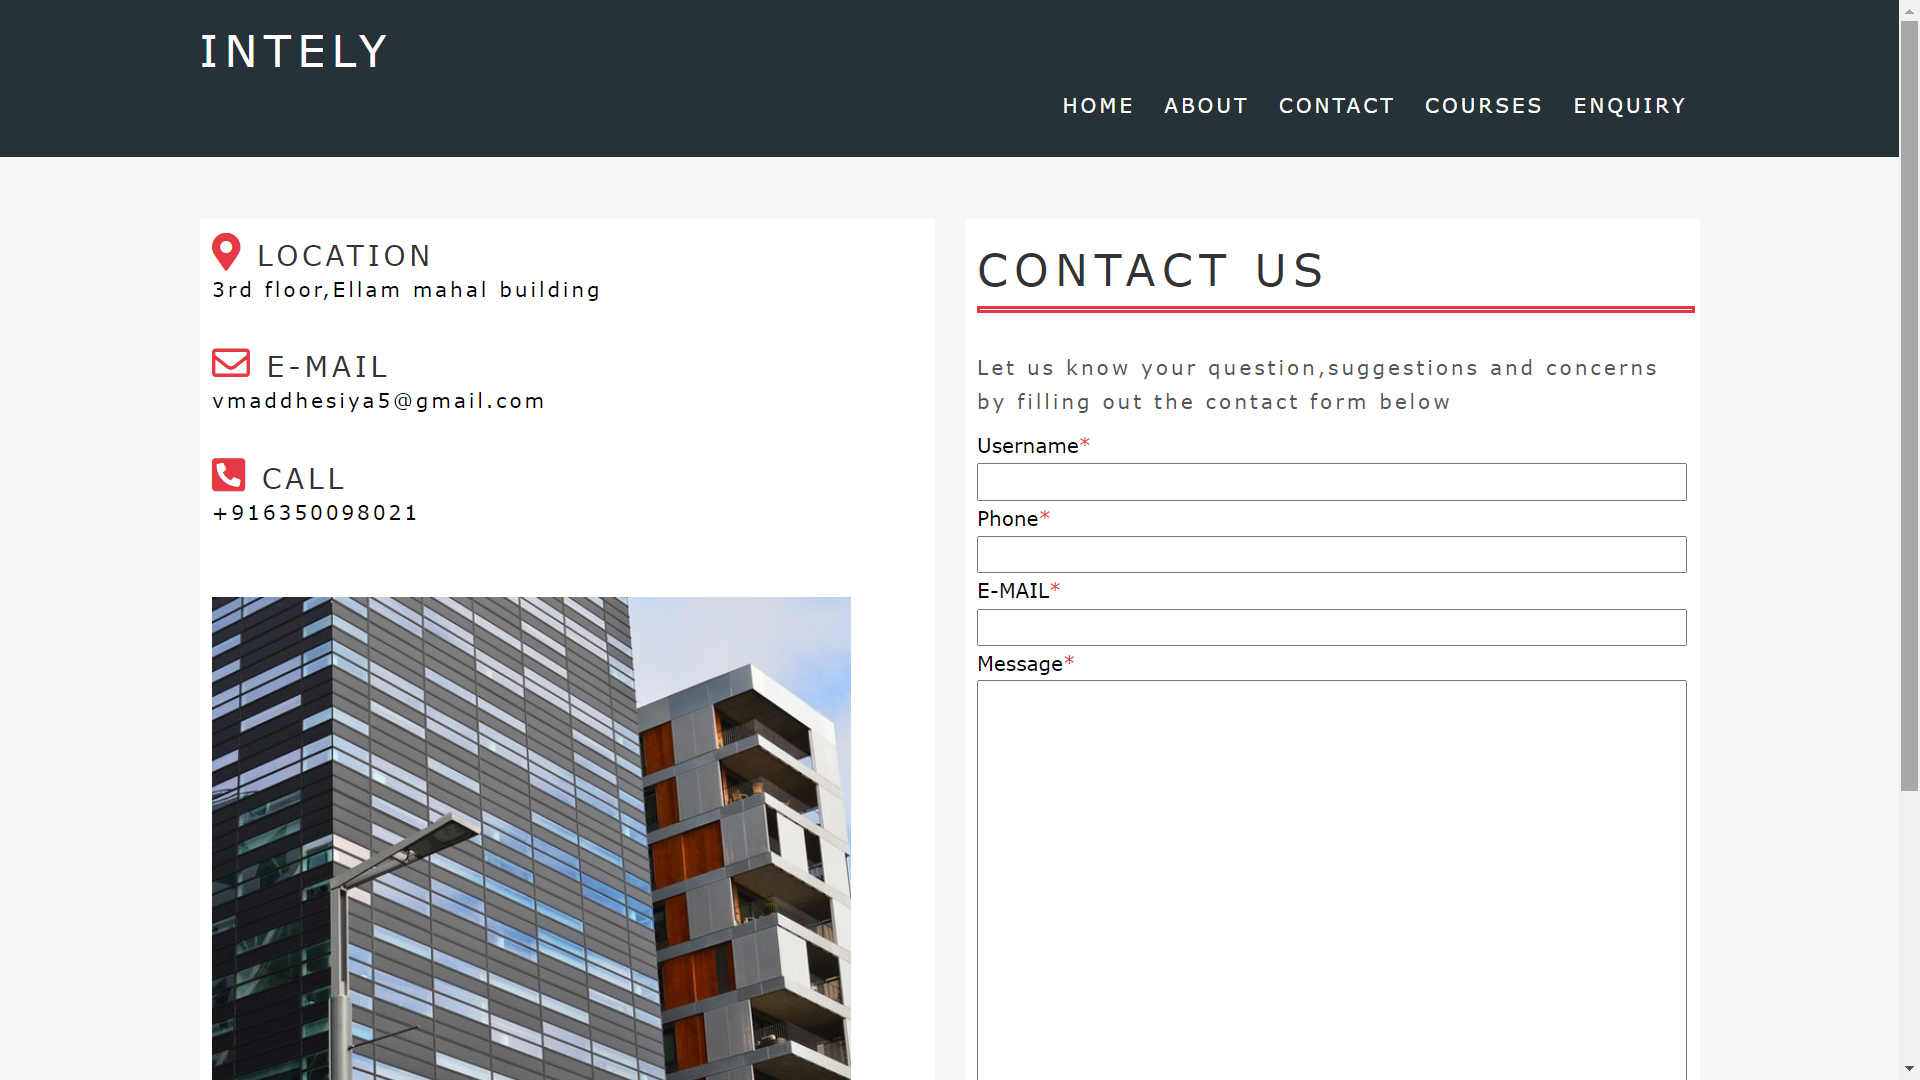 INTELY
HOME ABOUT CONTACT COURSES ENQUIRY
LOCATION
3rd floor,Ellam mahal building
E-MAIL
vmaddhesiya5@gmail.com
CALL
+916350098021
CONTACT US
Let us know your question,suggestions and concerns
by filling out the contact form below
Username*
Phone*
E-MAIL*
Message*